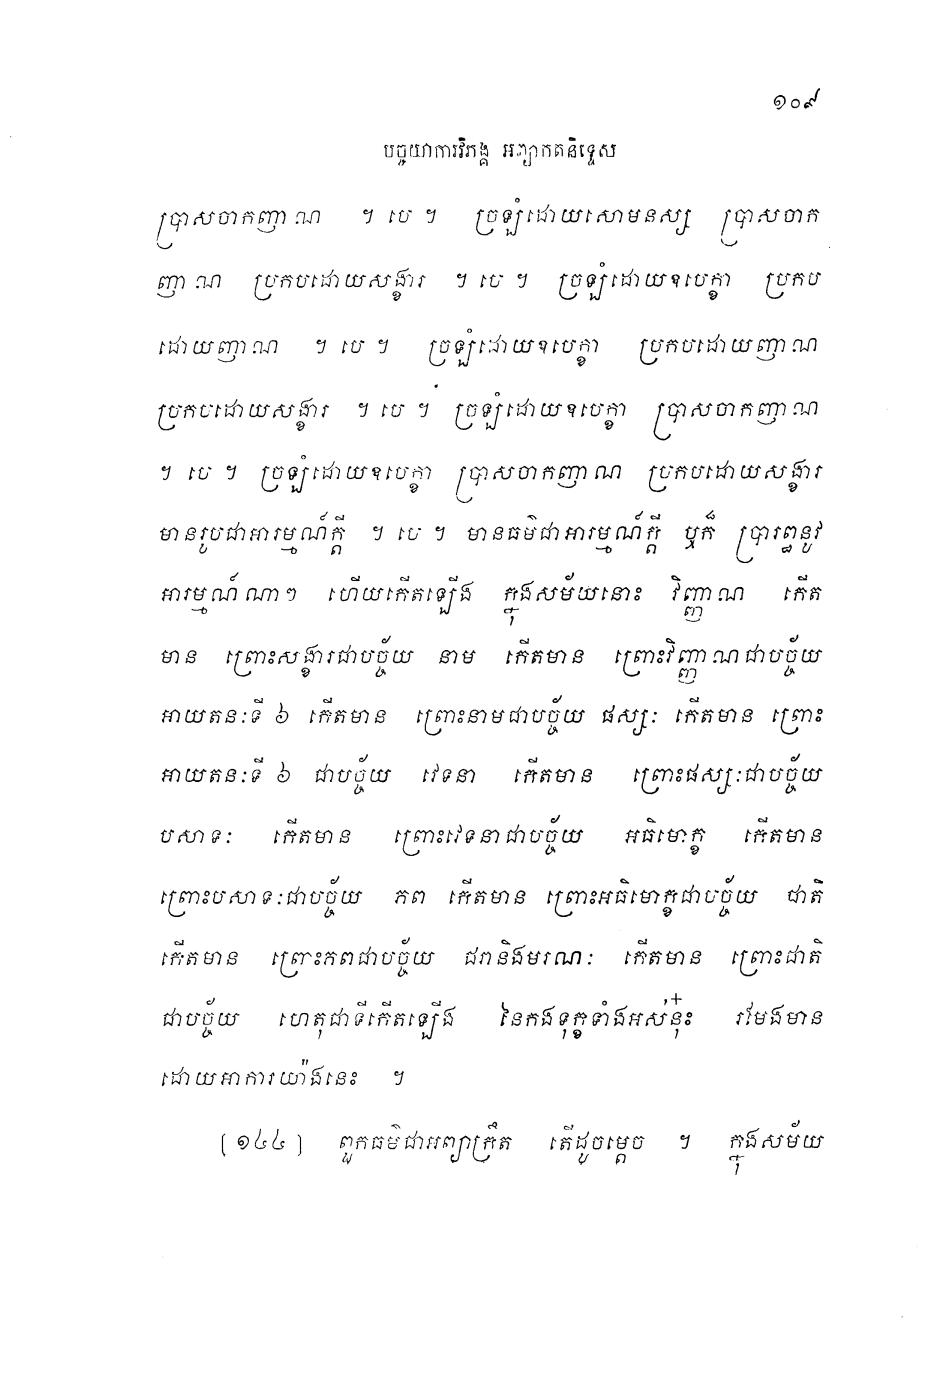 ១០៩
បច្ចយាការវិភង្គ អព្យាកតនិទ្ទេស
ប្រាសចាកញាណ ។ បេ ។ ច្រឡំដោយសោមនស្ស ប្រាសចាក
ញាណ ប្រកបដោយសង្ខារ ។ បេ ។ ច្រឡំដោយឧបេក្ខា ប្រកប
ដោយញាណ ។ បេ ។ ច្រឡំដោយឧបេក្ខា ប្រកបដោយញាណ
ប្រកបដោយសង្ខារ ។ បេ ។ ច្រឡំដោយឧបេក្ខា ប្រាសចាកញាណ
។ បេ ។ ច្រឡំដោយឧបេក្ខា ប្រាសចាកញាណ ប្រកបដោយសង្ខារ
មានរូបជាអារម្មណ៍ក្តី ។ បេ ។ មានធម៌ជាអារម្មណ៍ក្តី ឬក៏ ប្រារព្ធនូវ
អារម្មណ៍ណាៗ ហើយកើតឡើង ក្នុងសម័យនោះ វិញ្ញាណ កើត
មាន ព្រោះសង្ខារជាបច្ច័យ នាម កើតមាន ព្រោះវិញ្ញាណជាបច្ច័យ
អាយតនៈទី ៦ កើតមាន ព្រោះនាមជាបច្ច័យ ផស្សៈ កើតមាន ព្រោះ
អាយតនៈទី ៦ ជាបច្ច័យ វេទនា កើតមាន ព្រោះផស្សៈជាបច្ច័យ
បសាទៈ កើតមាន ព្រោះវេទនាជាបច្ច័យ អធិមោក្ខ កើតមាន
ព្រោះបសាទៈជាបច្ច័យ ភព កើតមាន ព្រោះអធិមោក្ខជាបច្ច័យ ជាតិ
កើតមាន ព្រោះភពជាបច្ច័យ ជរានិងមរណៈ កើតមាន ព្រោះជាតិ
ជាបច្ច័យ ហេតុជាទីកើតឡើង នៃកងទុក្ខទាំងអស់នុ៎ះ រមែងមាន
ដោយអាការយ៉ាងនេះ ។
[១៤៤] ពួកធម៌ជាអព្យាក្រឹត តើដូចម្តេច ។ ក្នុងសម័យ